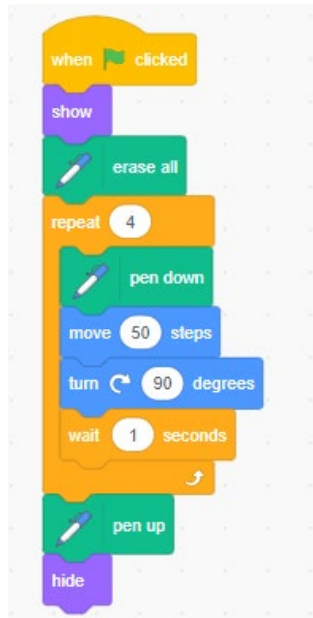 when clicked
show
erase all
repeat 4
pen down
move 50 steps
turn 90 degrees
wait 1 seconds
pen up
hide